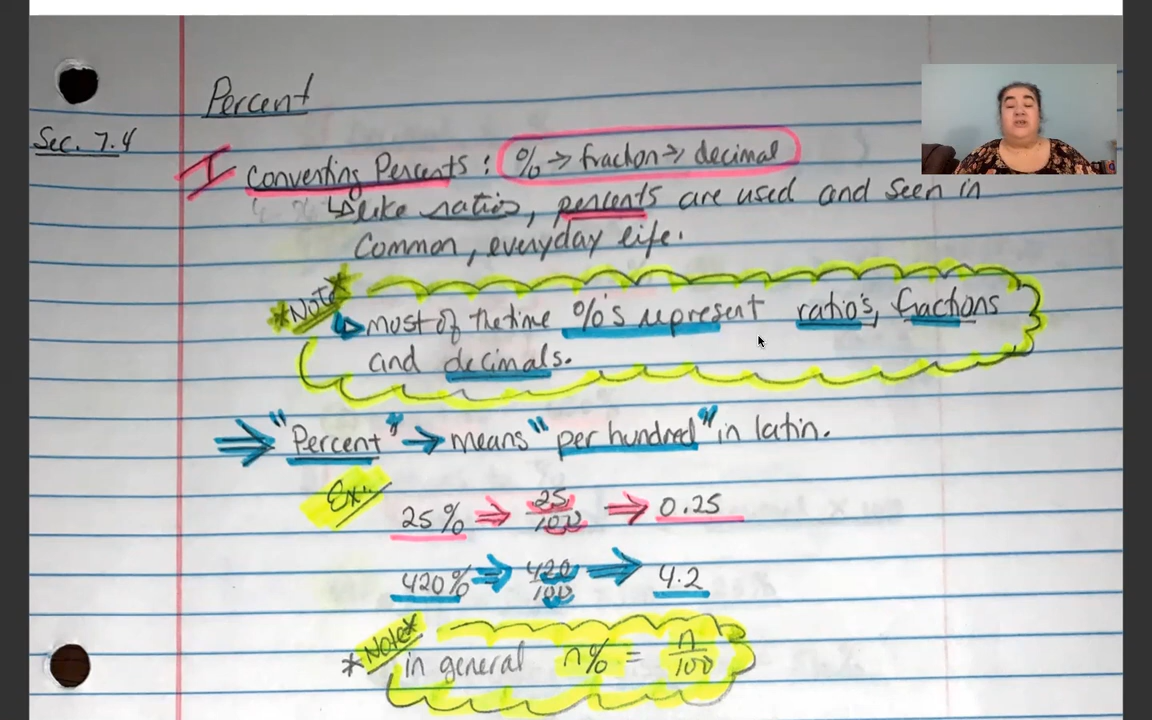 Percent
Sec. 7.4
I Converting Percents : % → fraction → decimal
↳ like ratios, percents are used and seen in
Common, everyday life.
*Note*
↳ most of the time %'s represent ratio's, fractions
and decimals.
⇒ "Percent" → means "per hundred" in latin.
Ex:
25% ⇒ 25/100 ⇒ 0.25
420% ⇒ 420/100 ⇒ 4.2
*Note*
in general n% = n/100